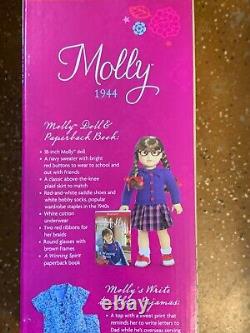 Molly
1944
Molly Doll &
Paperback Book:
• 18-inch Molly doll
• A navy sweater with bright
red buttons to wear to school and
out with friends
• A classic above-the-knee
plaid skirt to match
• Red-and-white saddle shoes and
white bobby socks, popular
wardrobe staples in the 1940s
• White cotton
underwear
• Two red ribbons for
her braids
• Round glasses with
brown frames
• A Winning Spirit
paperback book
Molly's Write
Pajamas:
• A top with a sweet print that
reminds her to write letters to
Dad while he's overseas serving